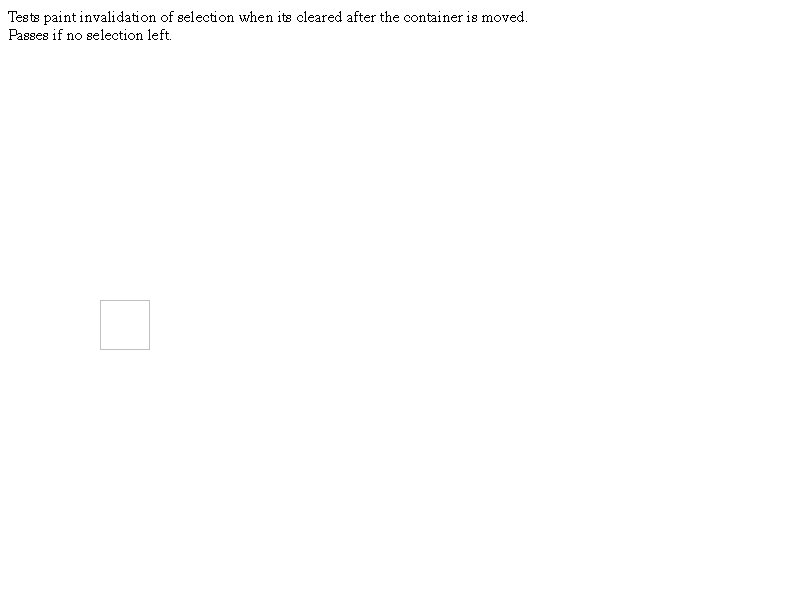 Tests paint invalidation of selection when its cleared after the container is moved.
Passes if no selection left.